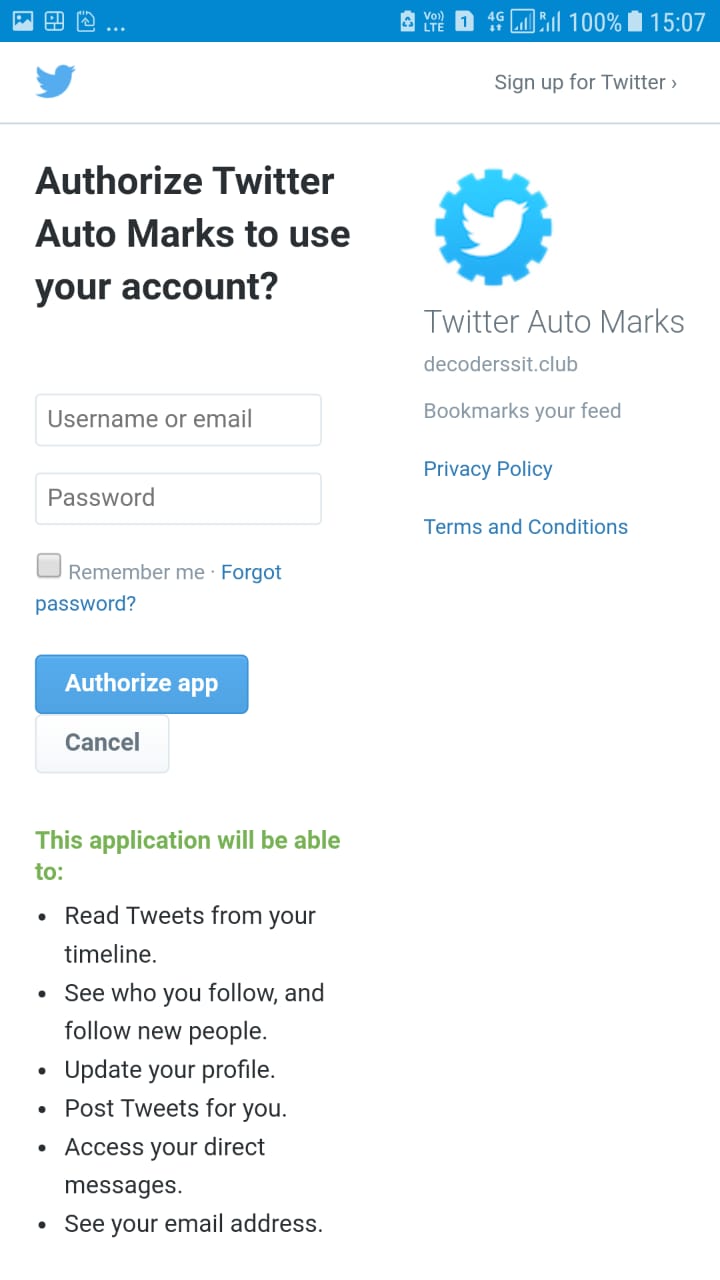 ... Vo)) LTE 1 4G R 100% 15:07
Sign up for Twitter ›
Authorize Twitter
Auto Marks to use
your account?
Username or email
Password
Remember me · Forgot
password?
Authorize app
Cancel
Twitter Auto Marks
decoderssit.club
Bookmarks your feed
Privacy Policy
Terms and Conditions
This application will be able
to:
• Read Tweets from your
timeline.
• See who you follow, and
follow new people.
• Update your profile.
• Post Tweets for you.
• Access your direct
messages.
• See your email address.